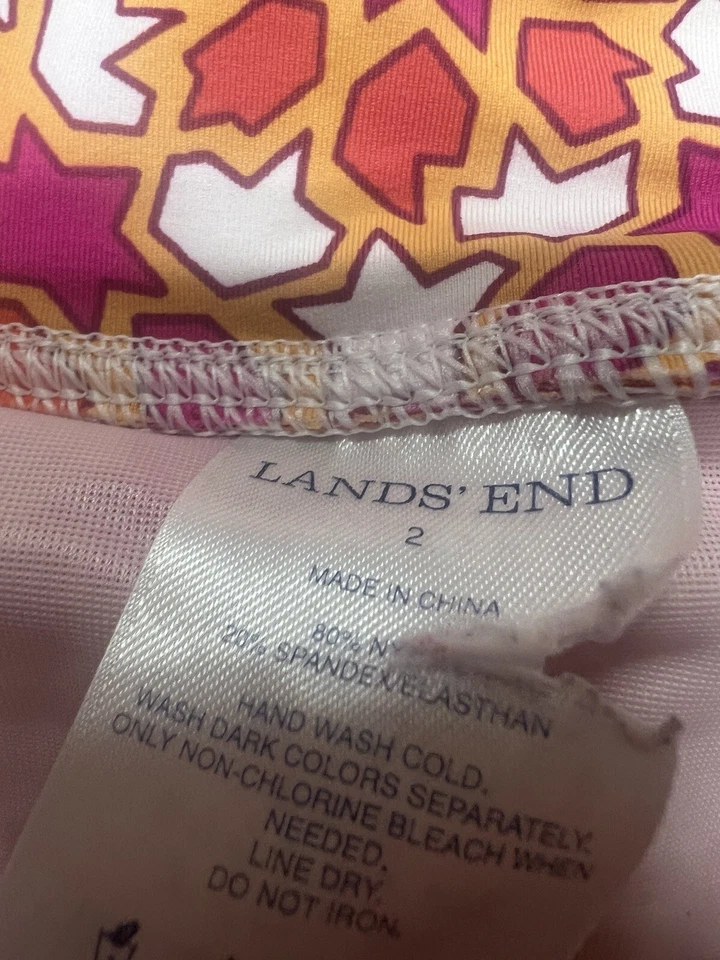 LANDS' END
2
MADE IN CHINA
80%
20% SPANDEX/ELASTHAN
HAND WASH COLD.
WASH DARK COLORS SEPARATELY.
ONLY NON-CHLORINE BLEACH WHEN
NEEDED.
LINE DRY.
DO NOT IRON.